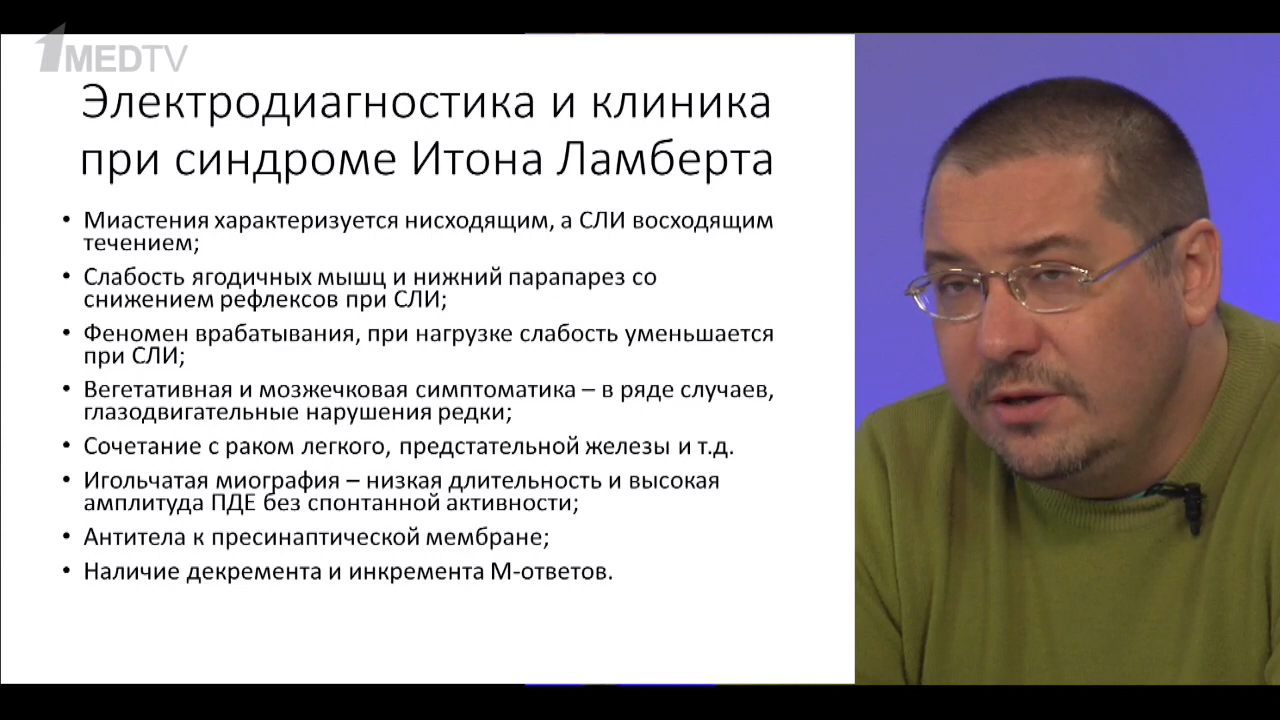 1MEDTV
Электродиагностика и клиника
при синдроме Итона Ламберта
• Миастения характеризуется нисходящим, а СЛИ восходящим
течением;
• Слабость ягодичных мышц и нижний парапарез со
снижением рефлексов при СЛИ;
• Феномен врабатывания, при нагрузке слабость уменьшается
при СЛИ;
• Вегетативная и мозжечковая симптоматика – в ряде случаев,
глазодвигательные нарушения редки;
• Сочетание с раком легкого, предстательной железы и т.д.
• Игольчатая миография – низкая длительность и высокая
амплитуда ПДЕ без спонтанной активности;
• Антитела к пресинаптической мембране;
• Наличие декремента и инкремента М-ответов.